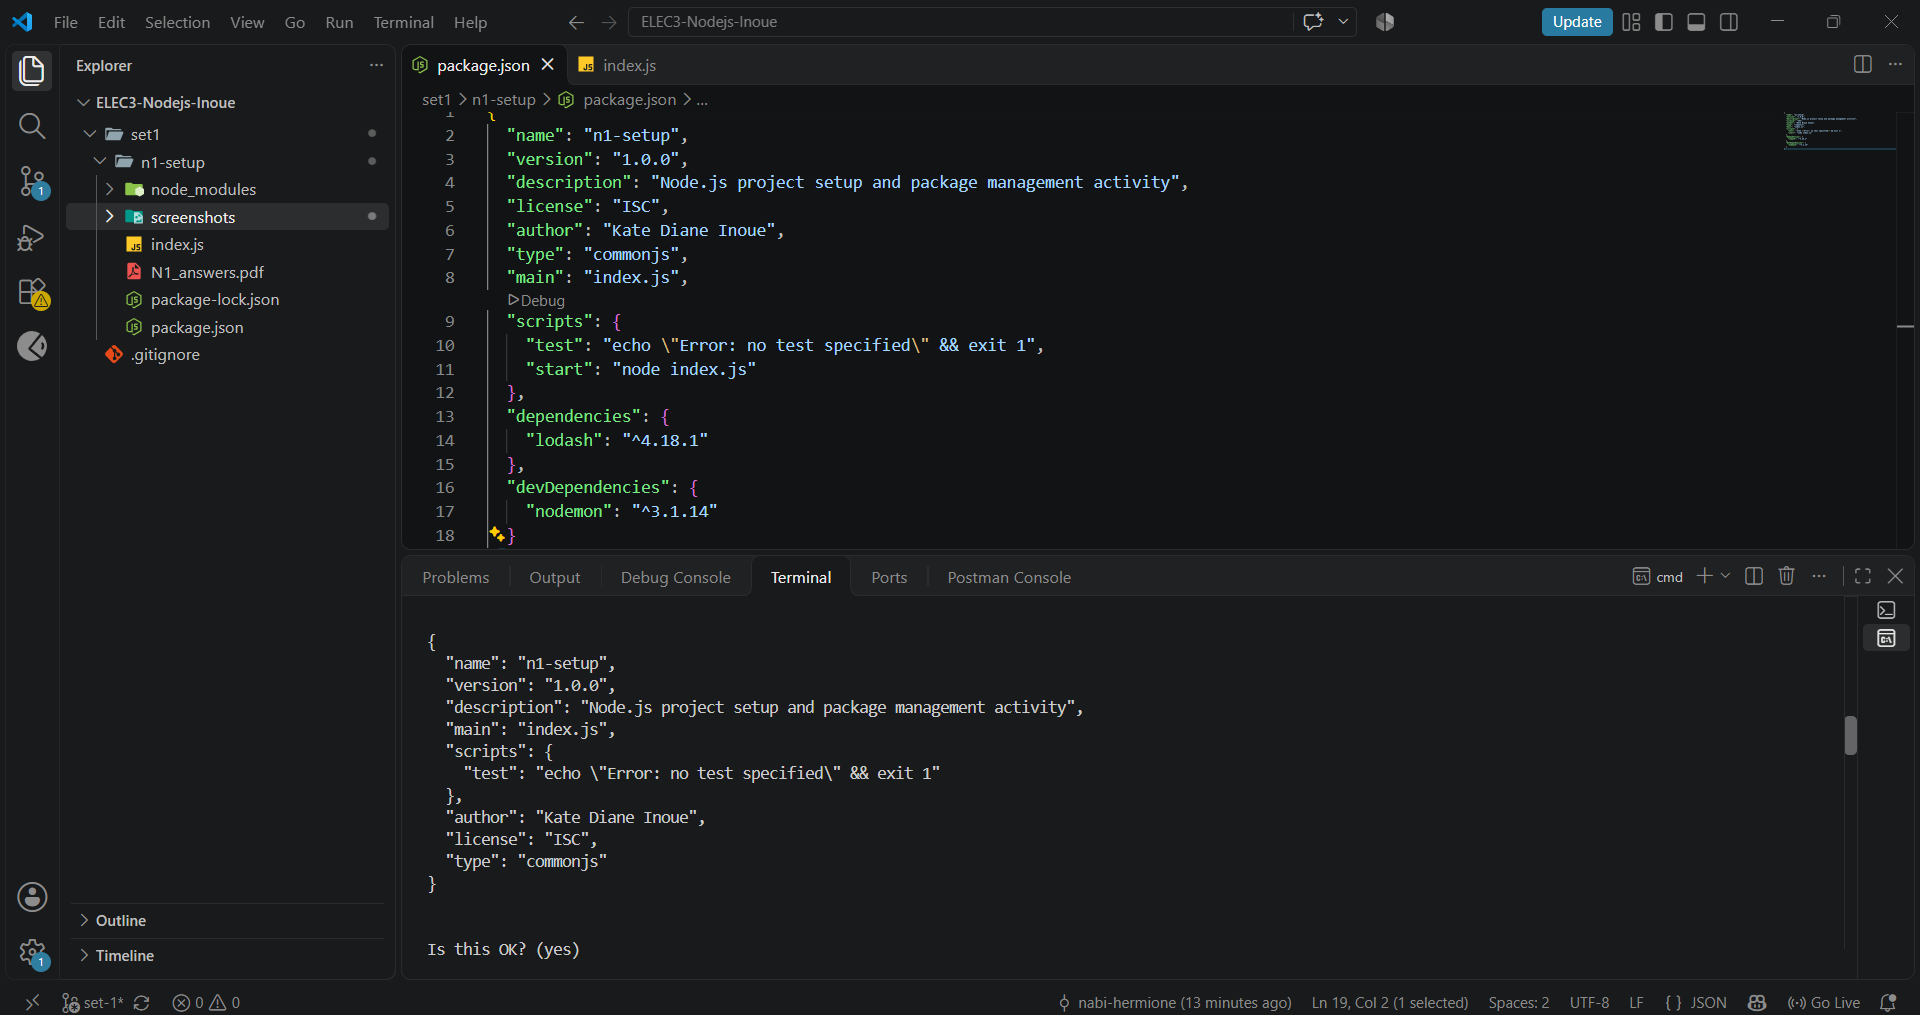 File Edit Selection View Go Run Terminal Help
ELEC3-Nodejs-Inoue
Update
Explorer
ELEC3-Nodejs-Inoue
set1
n1-setup
node_modules
screenshots
index.js
N1_answers.pdf
package-lock.json
package.json
.gitignore
Outline
Timeline
package.json
index.js
set1 > n1-setup > package.json > ...
1 {
2 "name": "n1-setup",
3 "version": "1.0.0",
4 "description": "Node.js project setup and package management activity",
5 "license": "ISC",
6 "author": "Kate Diane Inoue",
7 "type": "commonjs",
8 "main": "index.js",
Debug
9 "scripts": {
10 "test": "echo \"Error: no test specified\" && exit 1",
11 "start": "node index.js"
12 },
13 "dependencies": {
14 "lodash": "^4.18.1"
15 },
16 "devDependencies": {
17 "nodemon": "^3.1.14"
18 }
Problems Output Debug Console Terminal Ports Postman Console
cmd
{
"name": "n1-setup",
"version": "1.0.0",
"description": "Node.js project setup and package management activity",
"main": "index.js",
"scripts": {
"test": "echo \"Error: no test specified\" && exit 1"
},
"author": "Kate Diane Inoue",
"license": "ISC",
"type": "commonjs"
}
Is this OK? (yes)
1
1
set-1* 0 0
nabi-hermione (13 minutes ago) Ln 19, Col 2 (1 selected) Spaces: 2 UTF-8 LF { } JSON Go Live